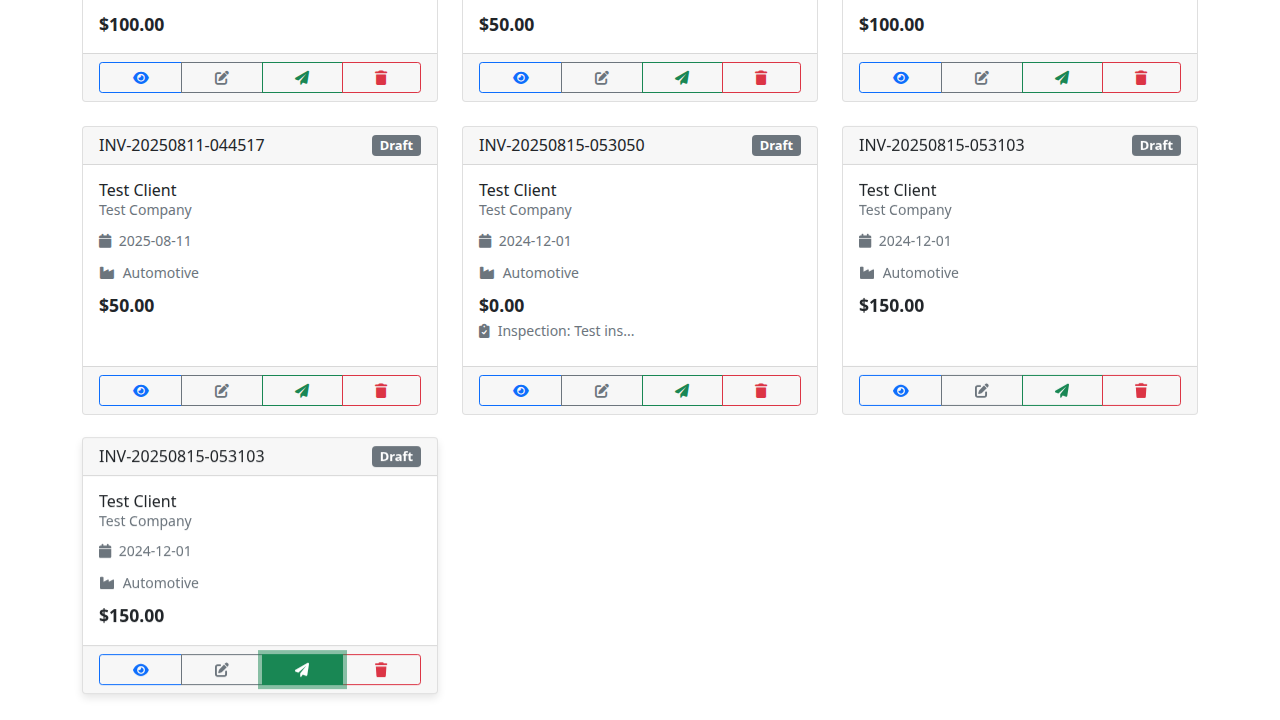 $100.00
$50.00
$100.00
INV-20250811-044517
Draft
Test Client
Test Company
2025-08-11
Automotive
$50.00
INV-20250815-053050
Draft
Test Client
Test Company
2024-12-01
Automotive
$0.00
Inspection: Test ins...
INV-20250815-053103
Draft
Test Client
Test Company
2024-12-01
Automotive
$150.00
INV-20250815-053103
Draft
Test Client
Test Company
2024-12-01
Automotive
$150.00